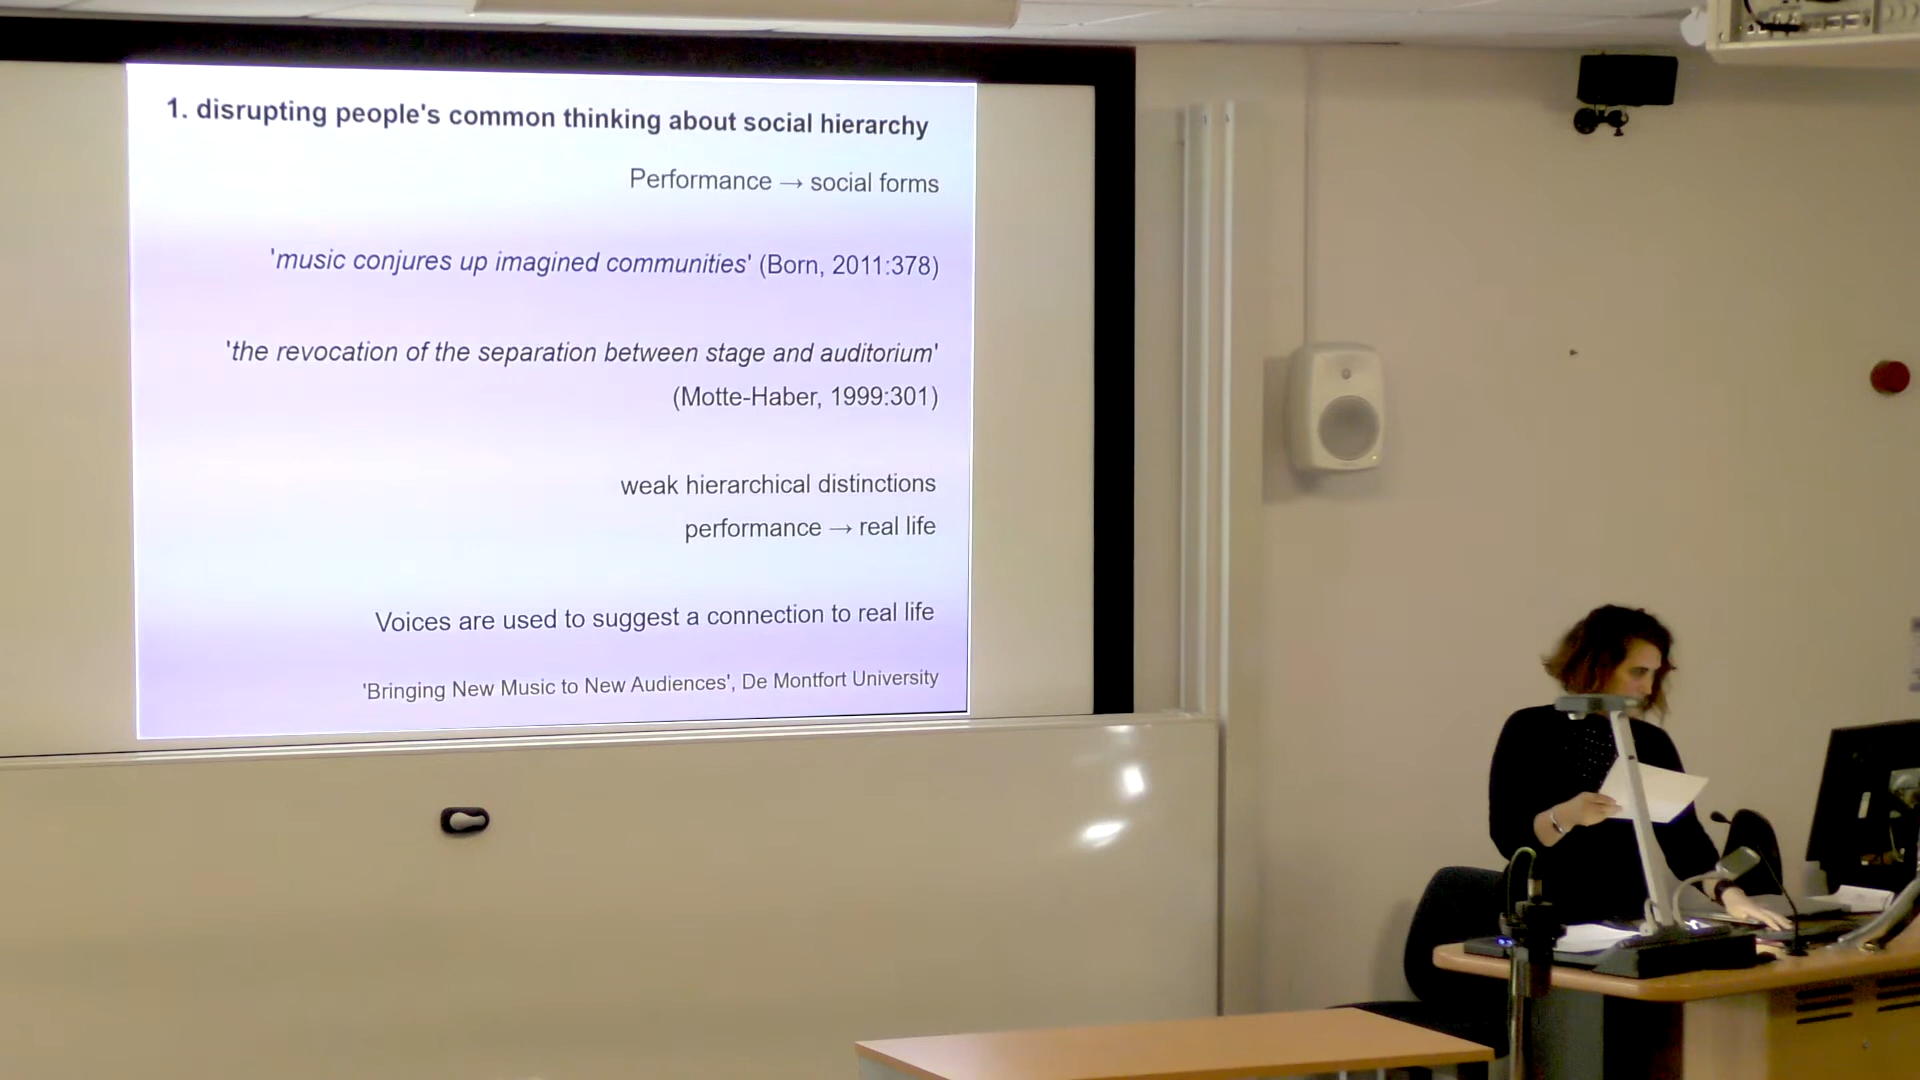 1. disrupting people's common thinking about social hierarchy
Performance → social forms
'music conjures up imagined communities' (Born, 2011:378)
'the revocation of the separation between stage and auditorium'
(Motte-Haber, 1999:301)
weak hierarchical distinctions
performance → real life
Voices are used to suggest a connection to real life
'Bringing New Music to New Audiences', De Montfort University